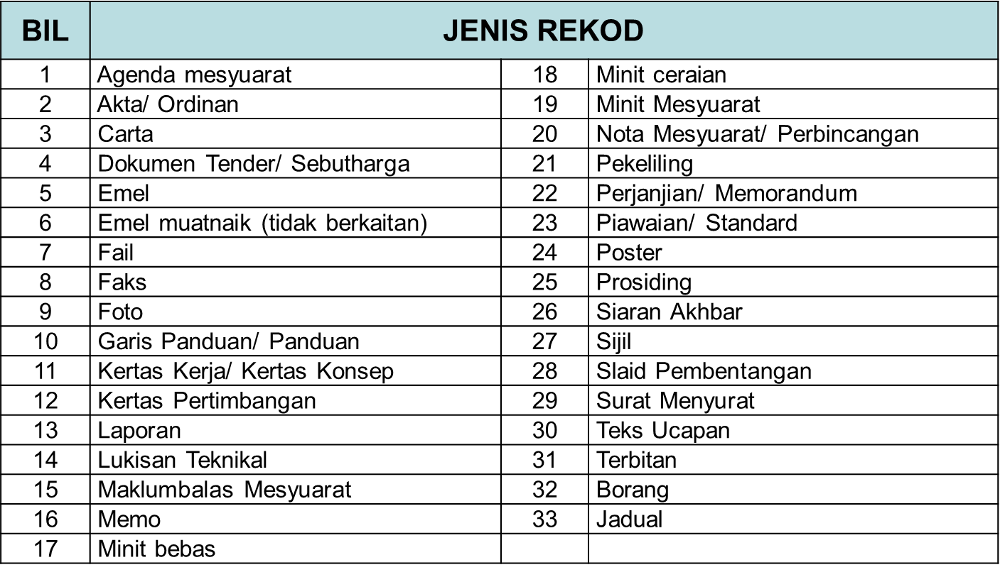 BIL JENIS REKOD
1 Agenda mesyuarat 18 Minit ceraian
2 Akta/ Ordinan 19 Minit Mesyuarat
3 Carta 20 Nota Mesyuarat/ Perbincangan
4 Dokumen Tender/ Sebutharga 21 Pekeliling
5 Emel 22 Perjanjian/ Memorandum
6 Emel muatnaik (tidak berkaitan) 23 Piawaian/ Standard
7 Fail 24 Poster
8 Faks 25 Prosiding
9 Foto 26 Siaran Akhbar
10 Garis Panduan/ Panduan 27 Sijil
11 Kertas Kerja/ Kertas Konsep 28 Slaid Pembentangan
12 Kertas Pertimbangan 29 Surat Menyurat
13 Laporan 30 Teks Ucapan
14 Lukisan Teknikal 31 Terbitan
15 Maklumbalas Mesyuarat 32 Borang
16 Memo 33 Jadual
17 Minit bebas